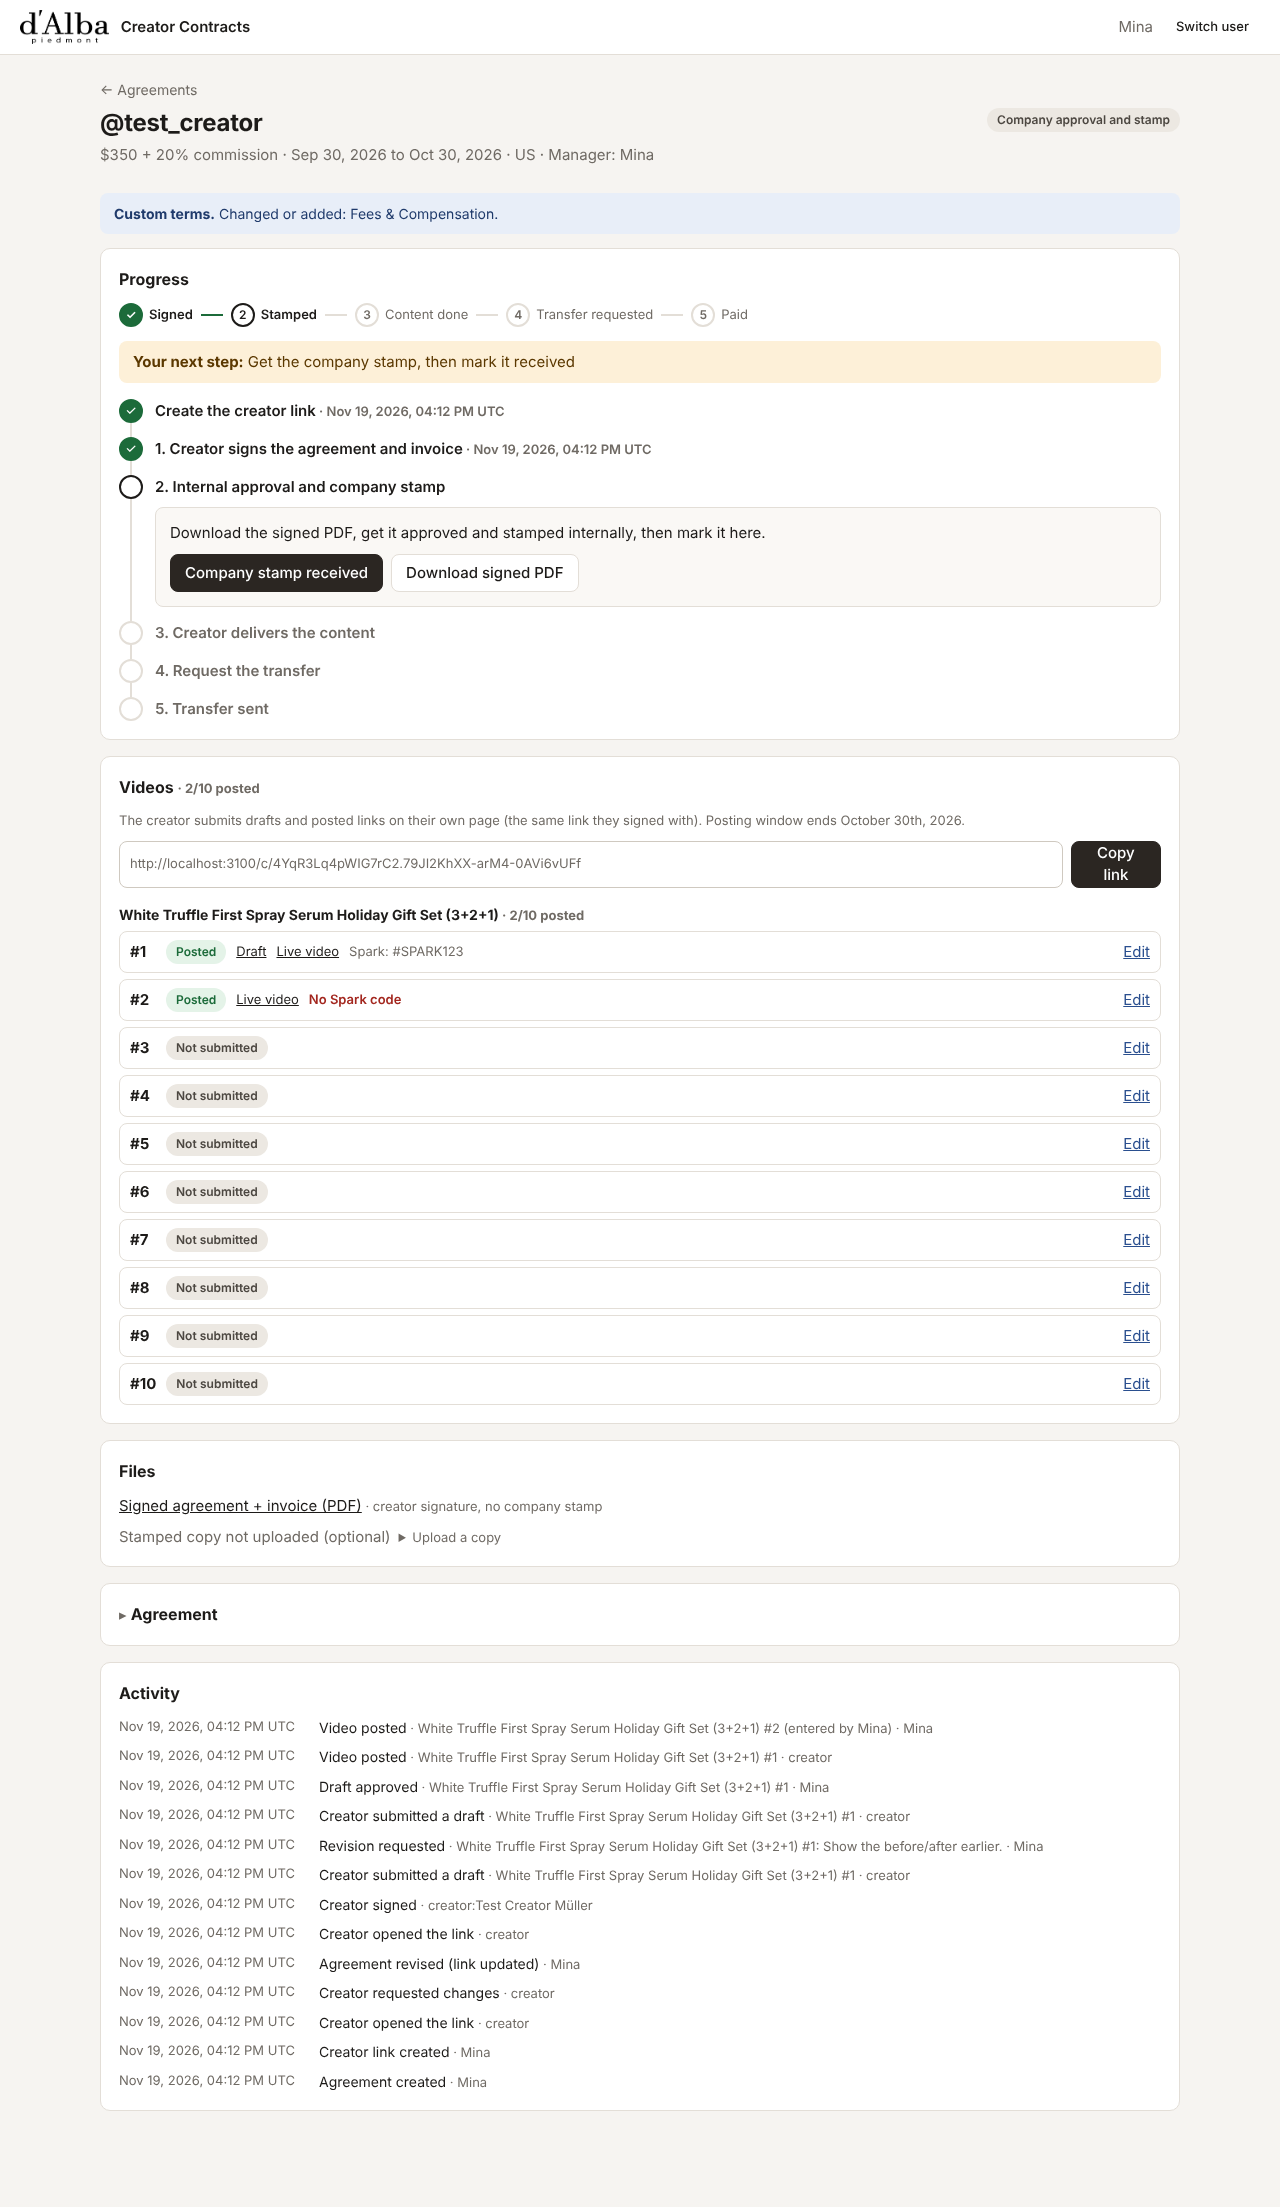 d'Alba
piedmont
Creator Contracts
Mina
Switch user
← Agreements
@test_creator
Company approval and stamp
$350 + 20% commission · Sep 30, 2026 to Oct 30, 2026 · US · Manager: Mina
Custom terms. Changed or added: Fees & Compensation.
Progress
Signed
2 Stamped
3 Content done
4 Transfer requested
5 Paid
Your next step: Get the company stamp, then mark it received
Create the creator link · Nov 19, 2026, 04:12 PM UTC
1. Creator signs the agreement and invoice · Nov 19, 2026, 04:12 PM UTC
2. Internal approval and company stamp
Download the signed PDF, get it approved and stamped internally, then mark it here.
Company stamp received
Download signed PDF
3. Creator delivers the content
4. Request the transfer
5. Transfer sent
Videos · 2/10 posted
The creator submits drafts and posted links on their own page (the same link they signed with). Posting window ends October 30th, 2026.
http://localhost:3100/c/4YqR3Lq4pWIG7rC2.79Jl2KhXX-arM4-0AVi6vUFf
Copy
link
White Truffle First Spray Serum Holiday Gift Set (3+2+1) · 2/10 posted
#1 Posted Draft Live video Spark: #SPARK123 Edit
#2 Posted Live video No Spark code Edit
#3 Not submitted Edit
#4 Not submitted Edit
#5 Not submitted Edit
#6 Not submitted Edit
#7 Not submitted Edit
#8 Not submitted Edit
#9 Not submitted Edit
#10 Not submitted Edit
Files
Signed agreement + invoice (PDF) · creator signature, no company stamp
Stamped copy not uploaded (optional) ▶ Upload a copy
▸ Agreement
Activity
Nov 19, 2026, 04:12 PM UTC Video posted · White Truffle First Spray Serum Holiday Gift Set (3+2+1) #2 (entered by Mina) · Mina
Nov 19, 2026, 04:12 PM UTC Video posted · White Truffle First Spray Serum Holiday Gift Set (3+2+1) #1 · creator
Nov 19, 2026, 04:12 PM UTC Draft approved · White Truffle First Spray Serum Holiday Gift Set (3+2+1) #1 · Mina
Nov 19, 2026, 04:12 PM UTC Creator submitted a draft · White Truffle First Spray Serum Holiday Gift Set (3+2+1) #1 · creator
Nov 19, 2026, 04:12 PM UTC Revision requested · White Truffle First Spray Serum Holiday Gift Set (3+2+1) #1: Show the before/after earlier. · Mina
Nov 19, 2026, 04:12 PM UTC Creator submitted a draft · White Truffle First Spray Serum Holiday Gift Set (3+2+1) #1 · creator
Nov 19, 2026, 04:12 PM UTC Creator signed · creator:Test Creator Müller
Nov 19, 2026, 04:12 PM UTC Creator opened the link · creator
Nov 19, 2026, 04:12 PM UTC Agreement revised (link updated) · Mina
Nov 19, 2026, 04:12 PM UTC Creator requested changes · creator
Nov 19, 2026, 04:12 PM UTC Creator opened the link · creator
Nov 19, 2026, 04:12 PM UTC Creator link created · Mina
Nov 19, 2026, 04:12 PM UTC Agreement created · Mina